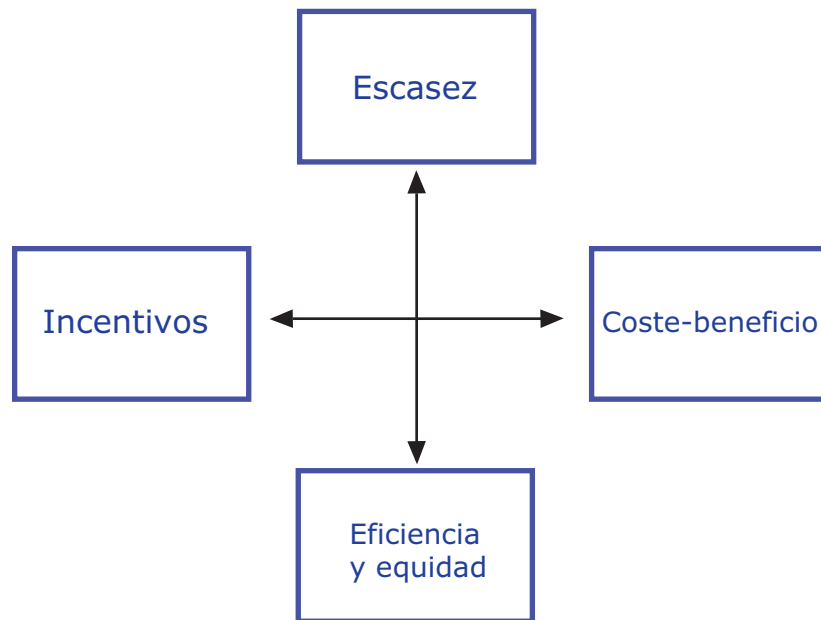 Escasez
Incentivos
Coste-beneficio
Eficiencia
y equidad